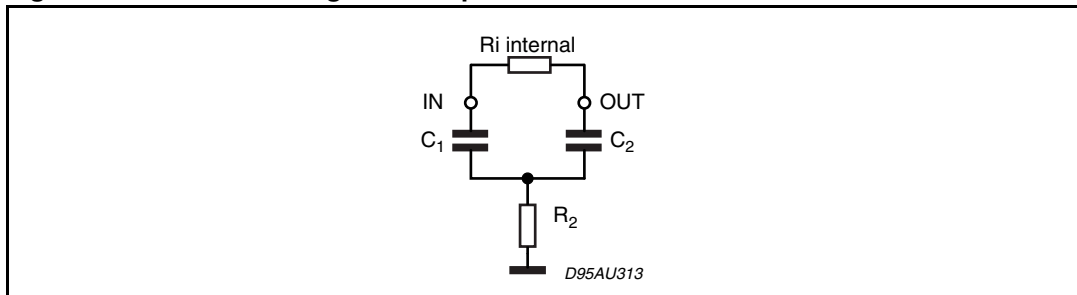 Ri internal
IN OUT
C1 C2
R2
D95AU313